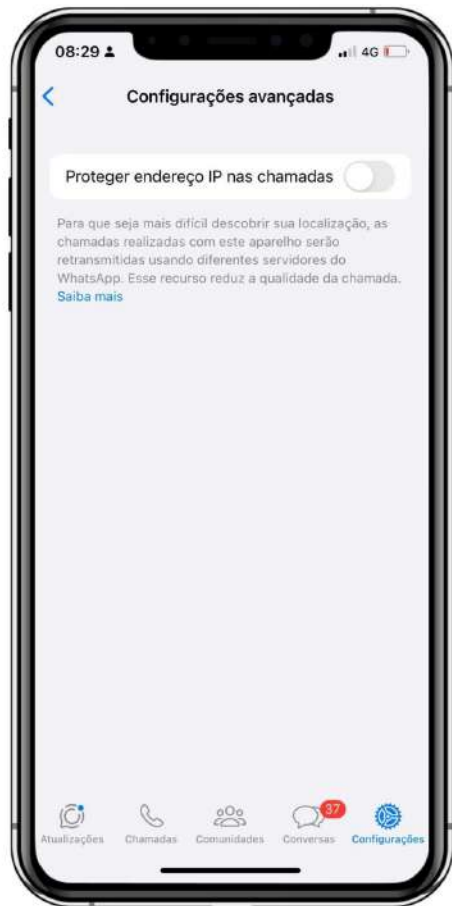 08:29
4G
Configurações avançadas
Proteger endereço IP nas chamadas
Para que seja mais difícil descobrir sua localização, as
chamadas realizadas com este aparelho serão
retransmitidas usando diferentes servidores do
WhatsApp. Esse recurso reduz a qualidade da chamada.
Saiba mais
37
Atualizações Chamadas Comunidades Conversas Configurações